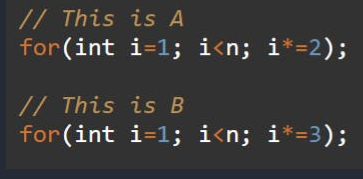 // This is A
for(int i=1; i<n; i*=2);
// This is B
for(int i=1; i<n; i*=3);